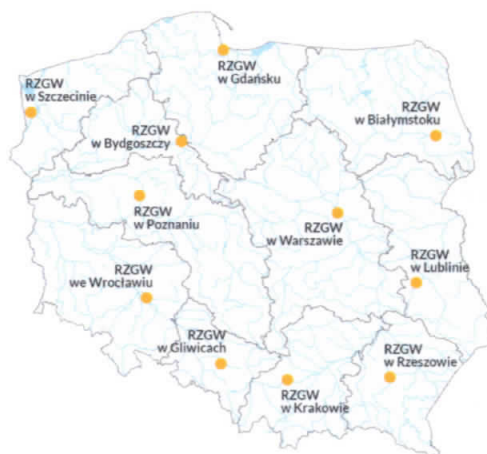 RZGW
w Gdańsku
RZGW
w Szczecinie
RZGW
w Białymstoku
RZGW
w Bydgoszczy
RZGW
w Poznaniu
RZGW
w Warszawie
RZGW
w Lublinie
RZGW
we Wrocławiu
RZGW
w Gliwicach
RZGW
w Rzeszowie
RZGW
w Krakowie